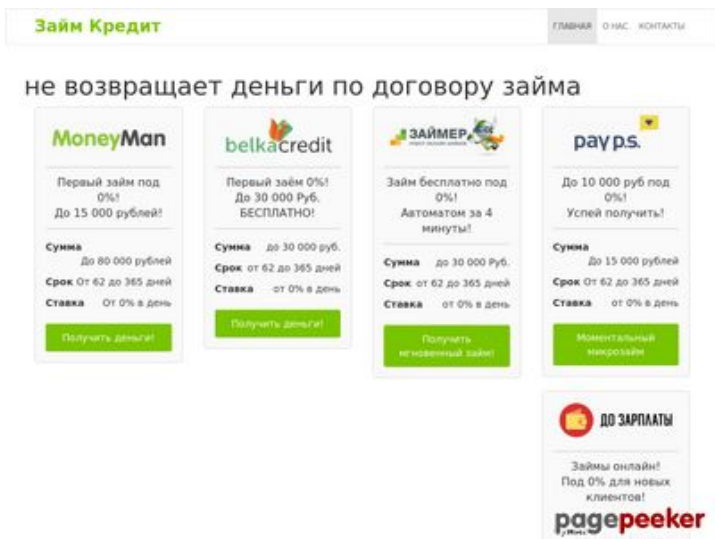 Займ Кредит
ГЛАВНАЯ О НАС КОНТАКТЫ
не возвращает деньги по договору займа
MoneyMan
Первый займ под
0%!
До 15 000 рублей!
Сумма
До 80 000 рублей
Срок От 62 до 365 дней
Ставка От 0% в день
Получить деньги!
belkacredit
Первый заём 0%!
До 30 000 Руб.
БЕСПЛАТНО!
Сумма до 30 000 руб.
Срок от 62 до 365 дней
Ставка от 0% в день
Получить деньги!
ЗАЙМЕР
Займ бесплатно под
0%!
Автоматом за 4
минуты!
Сумма до 30 000 Руб.
Срок от 62 до 365 дней
Ставка от 0% в день
Получить
мгновенный займ!
pay p.s.
До 10 000 руб под
0%!
Успей получить!
Сумма
До 15 000 рублей
Срок От 62 до 365 дней
Ставка от 0% в день
Моментальный
микрозайм
ДО ЗАРПЛАТЫ
Займы онлайн!
Под 0% для новых
клиентов!
pagepeeker